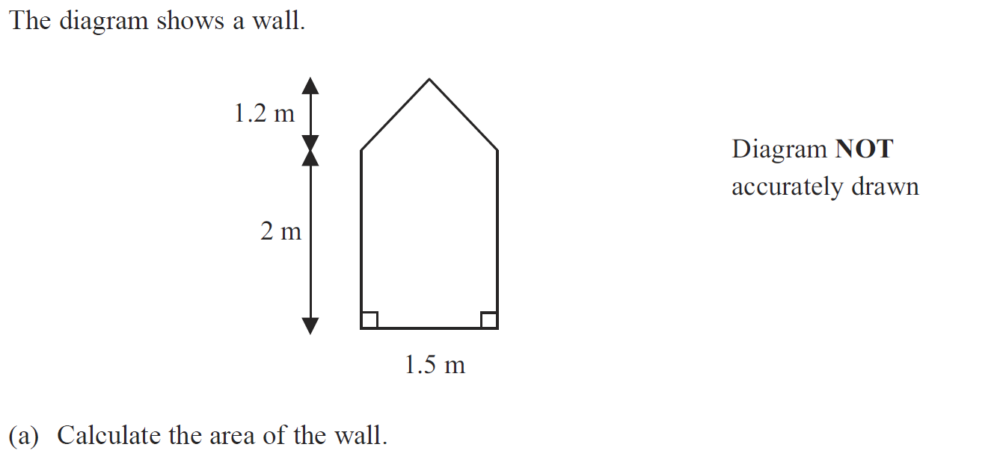 The diagram shows a wall.
1.2 m
Diagram NOT
accurately drawn
2 m
1.5 m
(a) Calculate the area of the wall.